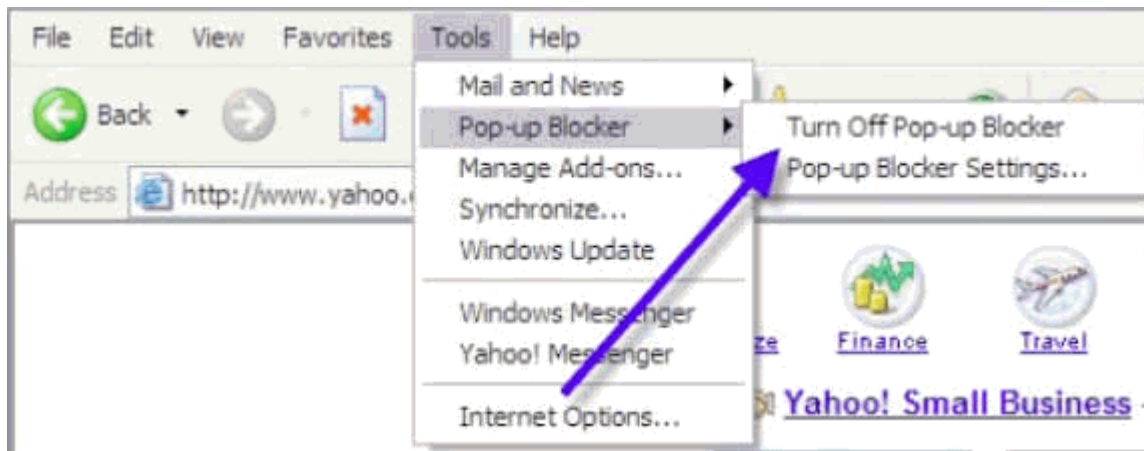 File Edit View Favorites Tools Help
Back
Address http://www.yahoo.
Mail and News
Pop-up Blocker
Manage Add-ons...
Synchronize...
Windows Update
Windows Messenger
Yahoo! Messenger
Internet Options...
Turn Off Pop-up Blocker
Pop-up Blocker Settings...
ze Finance Travel
Yahoo! Small Business